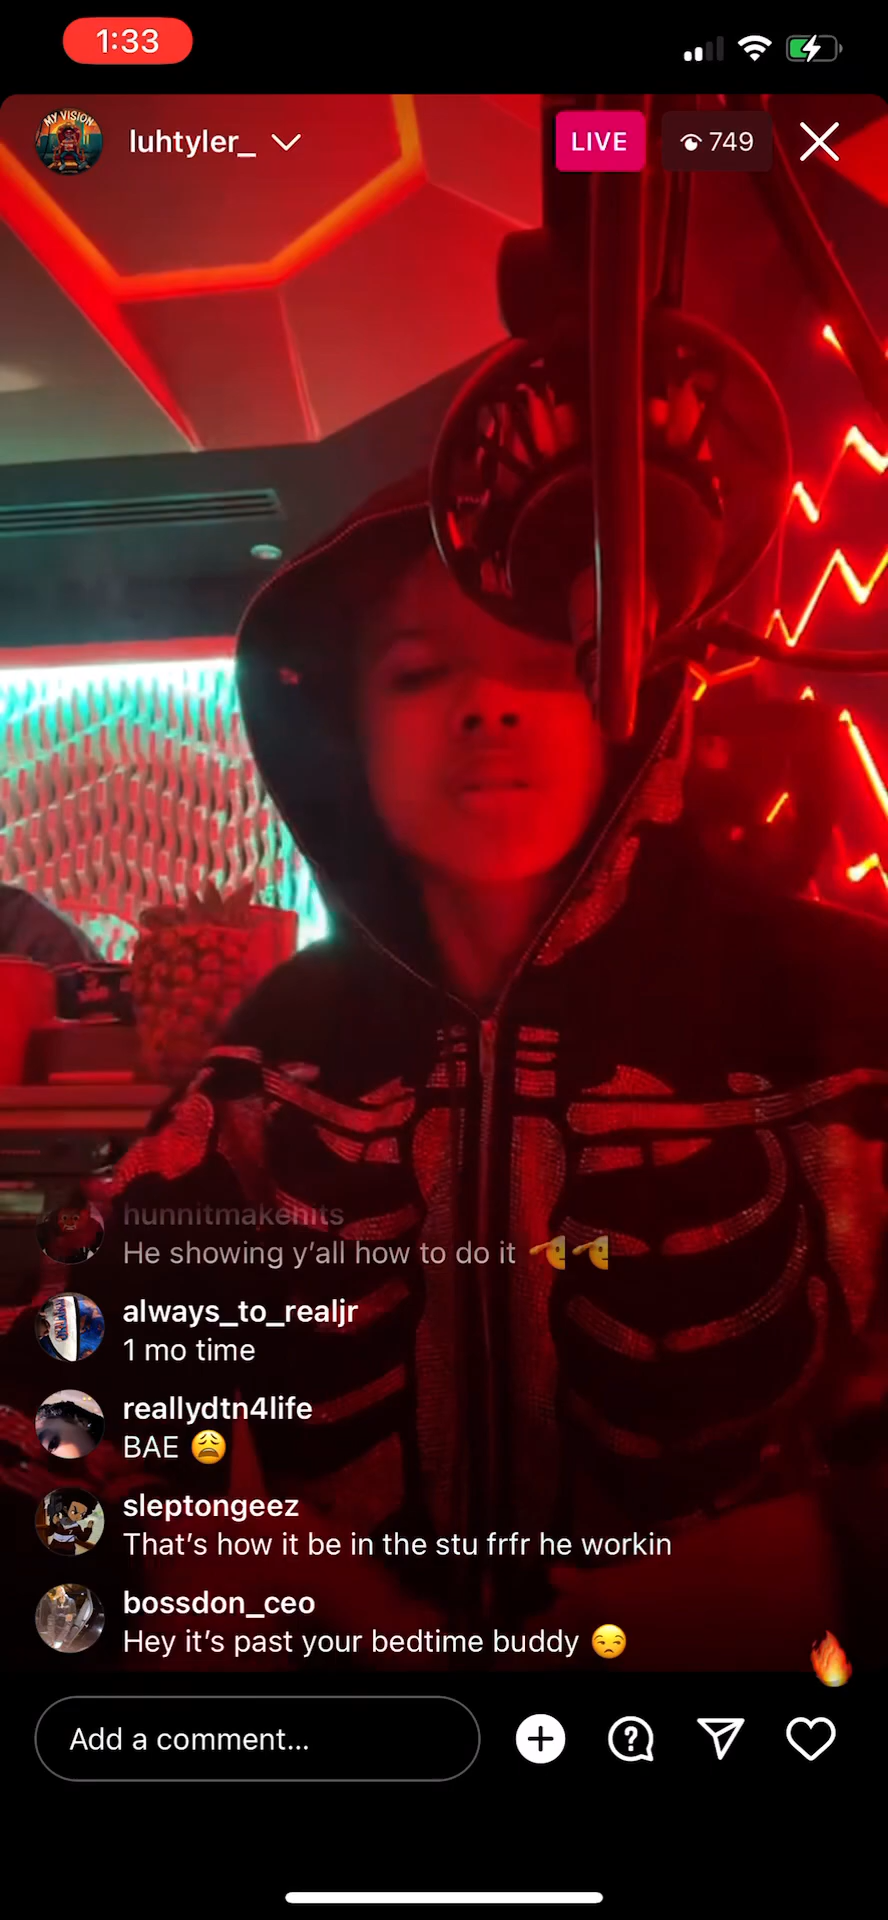 1:33
MY VISION
luhtyler_
LIVE
749
hunnitmakehits
He showing y’all how to do it 🫡🫡
always_to_realjr
1 mo time
reallydtn4life
BAE 😩
sleptongeez
That’s how it be in the stu frfr he workin
bossdon_ceo
Hey it’s past your bedtime buddy 😒
Add a comment...